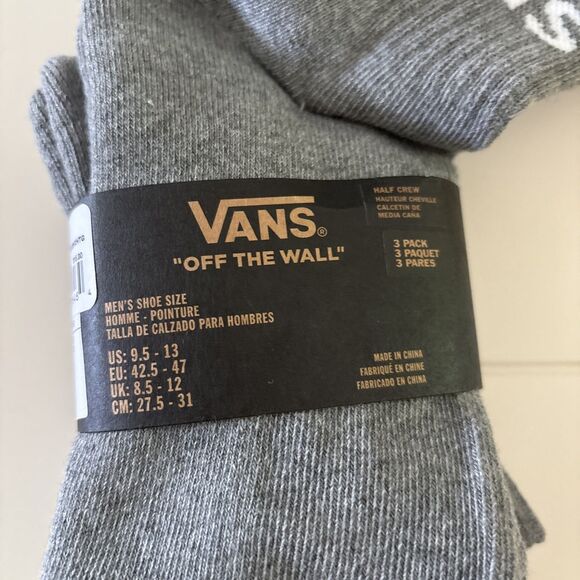 VANS®
"OFF THE WALL"
HALF CREW
HAUTEUR CHEVILLE
CALCETIN DE
MEDIA CANA
3 PACK
3 PAQUET
3 PARES
MEN'S SHOE SIZE
HOMME - POINTURE
TALLA DE CALZADO PARA HOMBRES
US: 9.5 - 13
EU: 42.5 - 47
UK: 8.5 - 12
CM: 27.5 - 31
MADE IN CHINA
FABRIQUÉ EN CHINE
FABRICADO EN CHINA